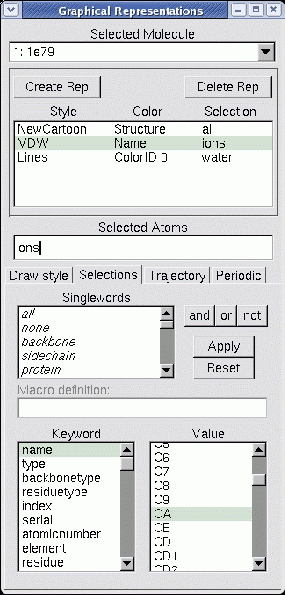 Graphical Representations
Selected Molecule
1: 1e79
Create Rep Delete Rep
Style Color Selection
NewCartoon Structure al
VDW Name ions
Lines ColorID 0 water
Selected Atoms
ions
Draw style Selections Trajectory Periodic
Singlewords
all
none
backbone
sidechain
protein
and or not
Apply
Reset
Macro definition:
Keyword Value
name
type
backbonetype
residuetype
index
serial
atomicnumber
element
residue
C5
C6
C7
C8
C9
CA
CE
CD
CD1
CD2